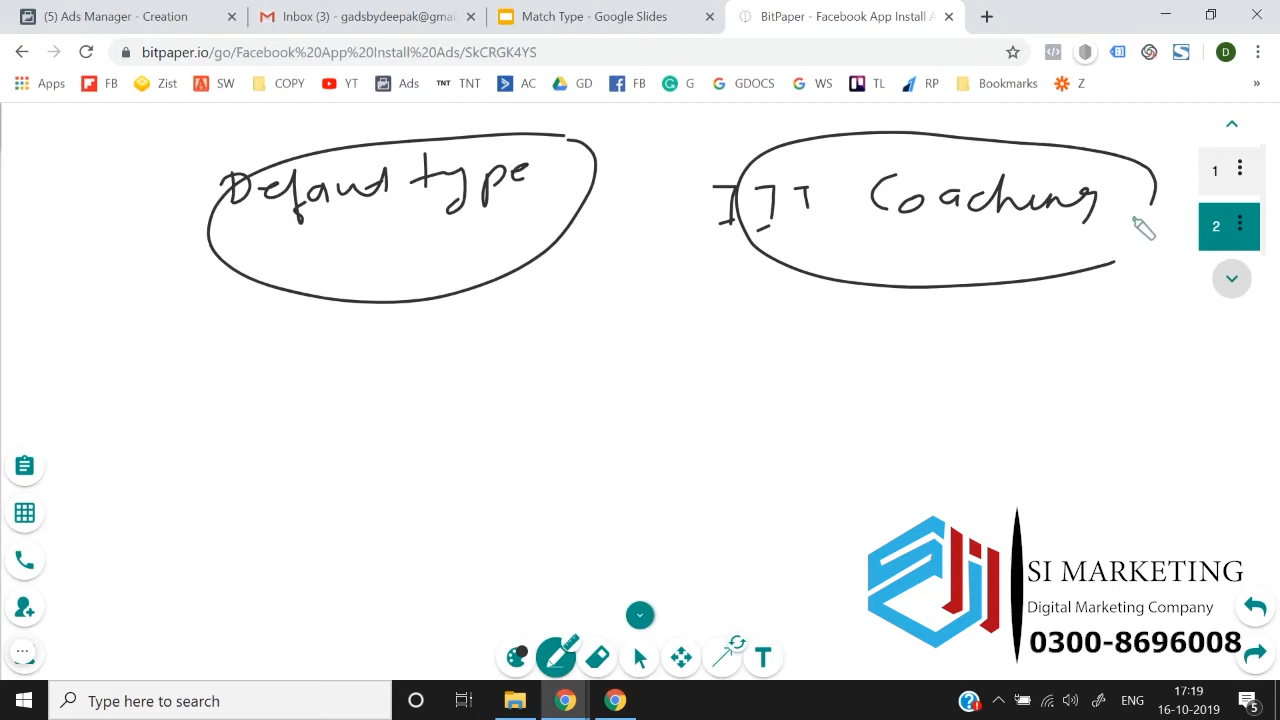 (5) Ads Manager - Creation
Inbox (3) - gadsbydeepak@gmai
Match Type - Google Slides
BitPaper - Facebook App Install A
bitpaper.io/go/Facebook%20App%20Install%20Ads/SkCRGK4YS
D
Apps FB Zist SW COPY YT Ads TNT TNT AC GD FB G GDOCS WS TL RP Bookmarks Z »
Defaud type
IIT Coaching
1
2
SI MARKETING
Digital Marketing Company
0300-8696008
T
Type here to search
ENG
17:19
16-10-2019
5